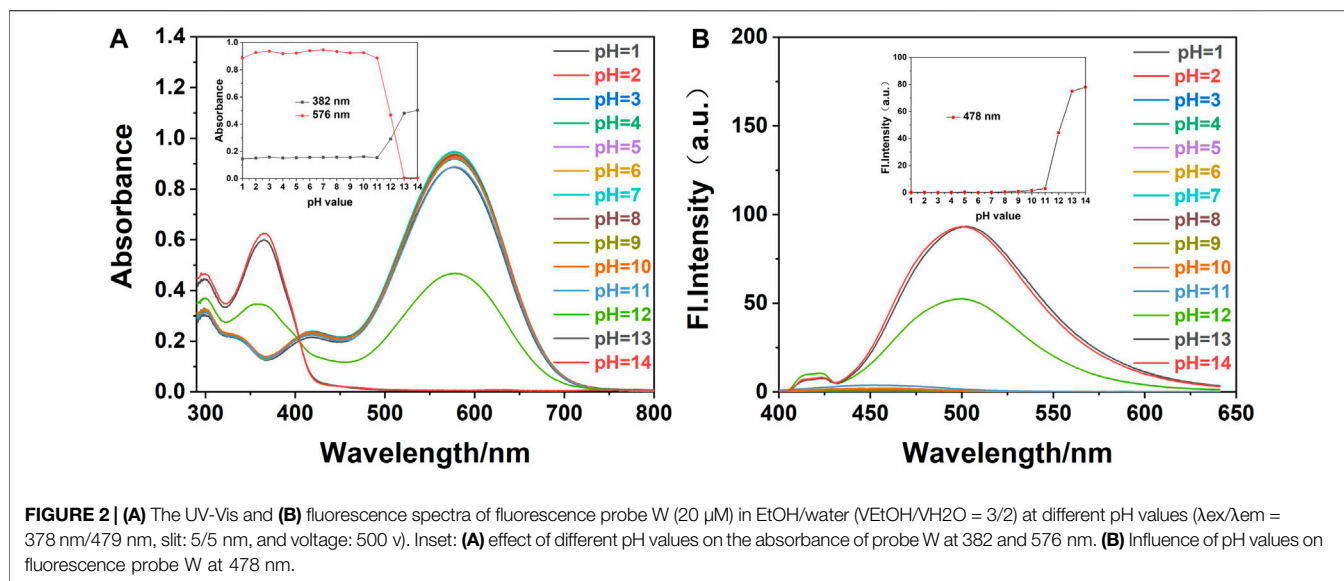 A
1.4
1.2
1.0
0.8
0.6
0.4
0.2
0.0
Absorbance
300 400 500 600 700 800
Wavelength/nm
1.0
0.8
0.6
0.4
0.2
0.0
Absorbance
382 nm
576 nm
1 2 3 4 5 6 7 8 9 10 11 12 13 14
pH value
pH=1
pH=2
pH=3
pH=4
pH=5
pH=6
pH=7
pH=8
pH=9
pH=10
pH=11
pH=12
pH=13
pH=14
B
200
150
100
50
0
Fl.Intensity（a.u.）
400 450 500 550 600 650
Wavelength/nm
100
80
60
40
20
0
Fl.Intensity（a.u.）
478 nm
1 2 3 4 5 6 7 8 9 10 11 12 13 14
pH value
pH=1
pH=2
pH=3
pH=4
pH=5
pH=6
pH=7
pH=8
pH=9
pH=10
pH=11
pH=12
pH=13
pH=14
FIGURE 2 | (A) The UV-Vis and (B) fluorescence spectra of fluorescence probe W (20 µM) in EtOH/water (VEtOH/VH2O = 3/2) at different pH values (λex/λem =
378 nm/479 nm, slit: 5/5 nm, and voltage: 500 v). Inset: (A) effect of different pH values on the absorbance of probe W at 382 and 576 nm. (B) Influence of pH values on
fluorescence probe W at 478 nm.